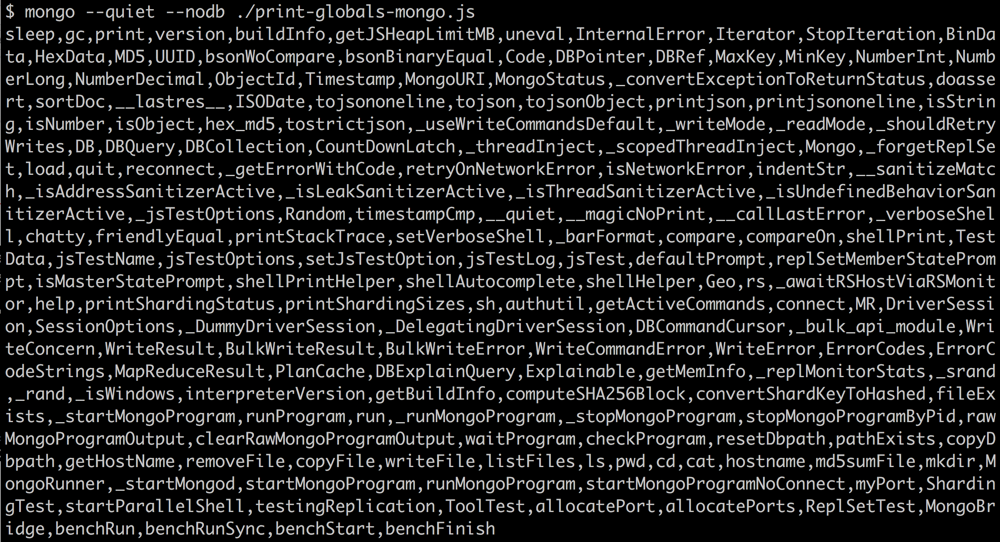 $ mongo --quiet --nodb ./print-globals-mongo.js
sleep,gc,print,version,buildInfo,getJSHeapLimitMB,uneval,InternalError,Iterator,StopIteration,BinDa
ta,HexData,MD5,UUID,bsonWoCompare,bsonBinaryEqual,Code,DBPointer,DBRef,MaxKey,MinKey,NumberInt,Numb
erLong,NumberDecimal,ObjectId,Timestamp,MongoURI,MongoStatus,_convertExceptionToReturnStatus,doasse
rt,sortDoc,__lastres__,ISODate,tojsononeline,tojson,tojsonObject,printjson,printjsononeline,isStrin
g,isNumber,isObject,hex_md5,tostrictjson,_useWriteCommandsDefault,_writeMode,_readMode,_shouldRetry
Writes,DB,DBQuery,DBCollection,CountDownLatch,_threadInject,_scopedThreadInject,Mongo,_forgetReplSe
t,load,quit,reconnect,_getErrorWithCode,retryOnNetworkError,isNetworkError,indentStr,__sanitizeMatc
h,_isAddressSanitizerActive,_isLeakSanitizerActive,_isThreadSanitizerActive,_isUndefinedBehaviorSan
itizerActive,_jsTestOptions,Random,timestampCmp,__quiet,__magicNoPrint,__callLastError,_verboseShel
l,chatty,friendlyEqual,printStackTrace,setVerboseShell,_barFormat,compare,compareOn,shellPrint,Test
Data,jsTestName,jsTestOptions,setJsTestOption,jsTestLog,jsTest,defaultPrompt,replSetMemberStateProm
pt,isMasterStatePrompt,shellPrintHelper,shellAutocomplete,shellHelper,Geo,rs,_awaitRSHostViaRSMonit
or,help,printShardingStatus,printShardingSizes,sh,authutil,getActiveCommands,connect,MR,DriverSessi
on,SessionOptions,_DummyDriverSession,_DelegatingDriverSession,DBCommandCursor,_bulk_api_module,Wri
teConcern,WriteResult,BulkWriteResult,BulkWriteError,WriteCommandError,WriteError,ErrorCodes,ErrorC
odeStrings,MapReduceResult,PlanCache,DBExplainQuery,Explainable,getMemInfo,_replMonitorStats,_srand
,_rand,_isWindows,interpreterVersion,getBuildInfo,computeSHA256Block,convertShardKeyToHashed,fileEx
ists,_startMongoProgram,runProgram,run,_runMongoProgram,_stopMongoProgram,stopMongoProgramByPid,raw
MongoProgramOutput,clearRawMongoProgramOutput,waitProgram,checkProgram,resetDbpath,pathExists,copyD
bpath,getHostName,removeFile,copyFile,writeFile,listFiles,ls,pwd,cd,cat,hostname,md5sumFile,mkdir,M
ongoRunner,_startMongod,startMongoProgram,runMongoProgram,startMongoProgramNoConnect,myPort,Shardin
gTest,startParallelShell,testingReplication,ToolTest,allocatePort,allocatePorts,ReplSetTest,MongoBr
idge,benchRun,benchRunSync,benchStart,benchFinish